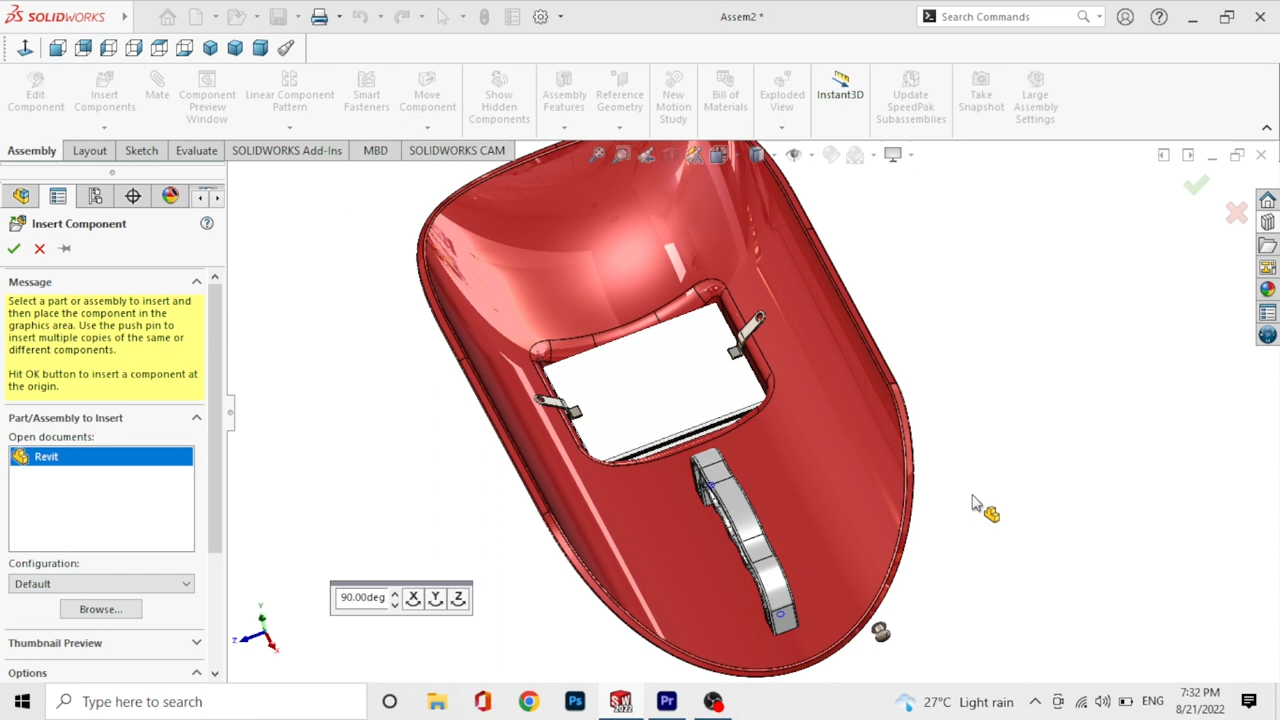 SOLIDWORKS
Assem2 *
Search Commands
Edit
Component
Insert
Components
Mate
Component
Preview
Window
Linear Component
Pattern
Smart
Fasteners
Move
Component
Show
Hidden
Components
Assembly
Features
Reference
Geometry
New
Motion
Study
Bill of
Materials
Exploded
View
Instant3D
Update
SpeedPak
Subassemblies
Take
Snapshot
Large
Assembly
Settings
Assembly
Layout
Sketch
Evaluate
SOLIDWORKS Add-Ins
MBD
SOLIDWORKS CAM
Insert Component
Message
Select a part or assembly to insert and
then place the component in the
graphics area. Use the push pin to
insert multiple copies of the same or
different components.
Hit OK button to insert a component at
the origin.
Part/Assembly to Insert
Open documents:
Revit
Configuration:
Default
Browse...
Thumbnail Preview
Options
90.00deg
X
Y
Z
Y
Z
X
Type here to search
Ps
SW
2022
Pr
27°C Light rain
ENG
7:32 PM
8/21/2022